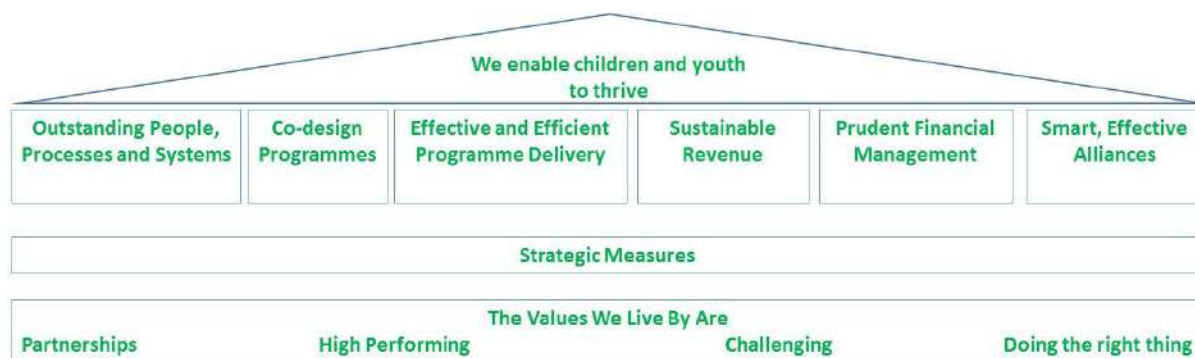 We enable children and youth
to thrive
Outstanding People,
Processes and Systems
Co-design
Programmes
Effective and Efficient
Programme Delivery
Sustainable
Revenue
Prudent Financial
Management
Smart, Effective
Alliances
Strategic Measures
The Values We Live By Are
Partnerships High Performing Challenging Doing the right thing